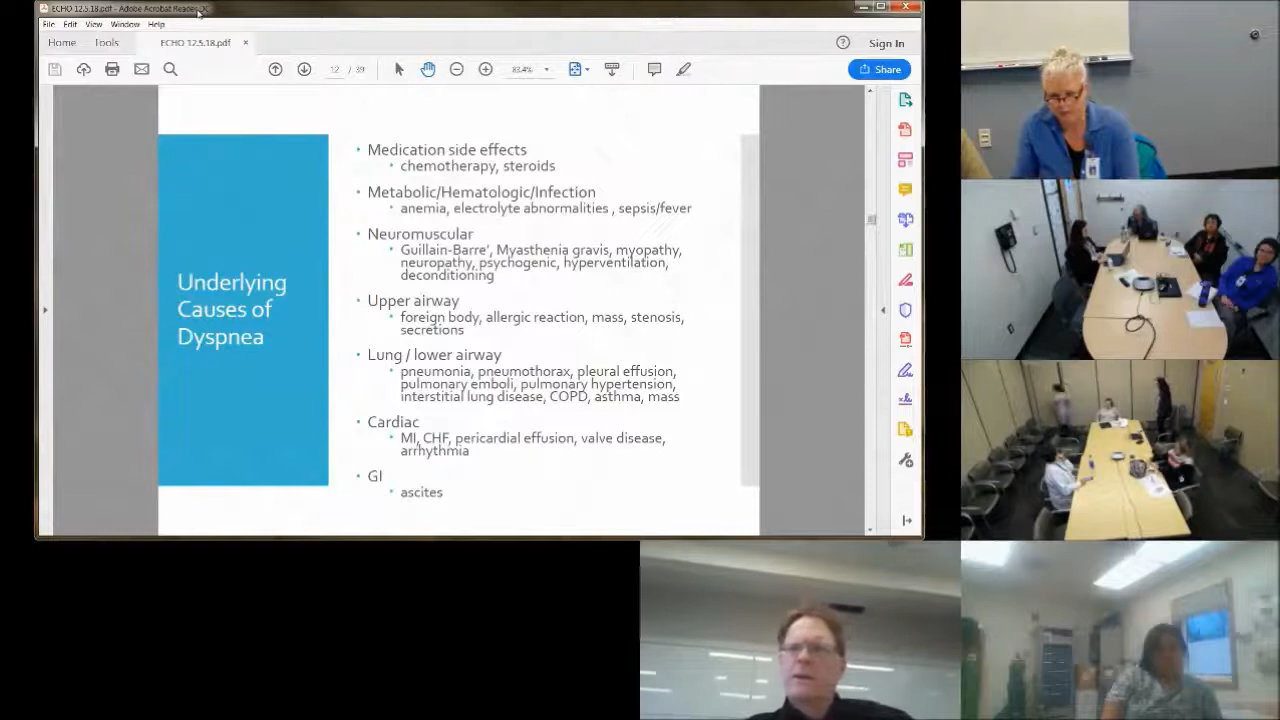 ECHO 12.5.18.pdf - Adobe Acrobat Reader DC
File Edit View Window Help
Home Tools ECHO 12.5.18.pdf × Sign In
12 / 39 83.4% Share
Underlying
Causes of
Dyspnea
• Medication side effects
• chemotherapy, steroids
• Metabolic/Hematologic/Infection
• anemia, electrolyte abnormalities , sepsis/fever
• Neuromuscular
• Guillain-Barre', Myasthenia gravis, myopathy,
neuropathy, psychogenic, hyperventilation,
deconditioning
• Upper airway
• foreign body, allergic reaction, mass, stenosis,
secretions
• Lung / lower airway
• pneumonia, pneumothorax, pleural effusion,
pulmonary emboli, pulmonary hypertension,
interstitial lung disease, COPD, asthma, mass
• Cardiac
• MI, CHF, pericardial effusion, valve disease,
arrhythmia
• GI
• ascites